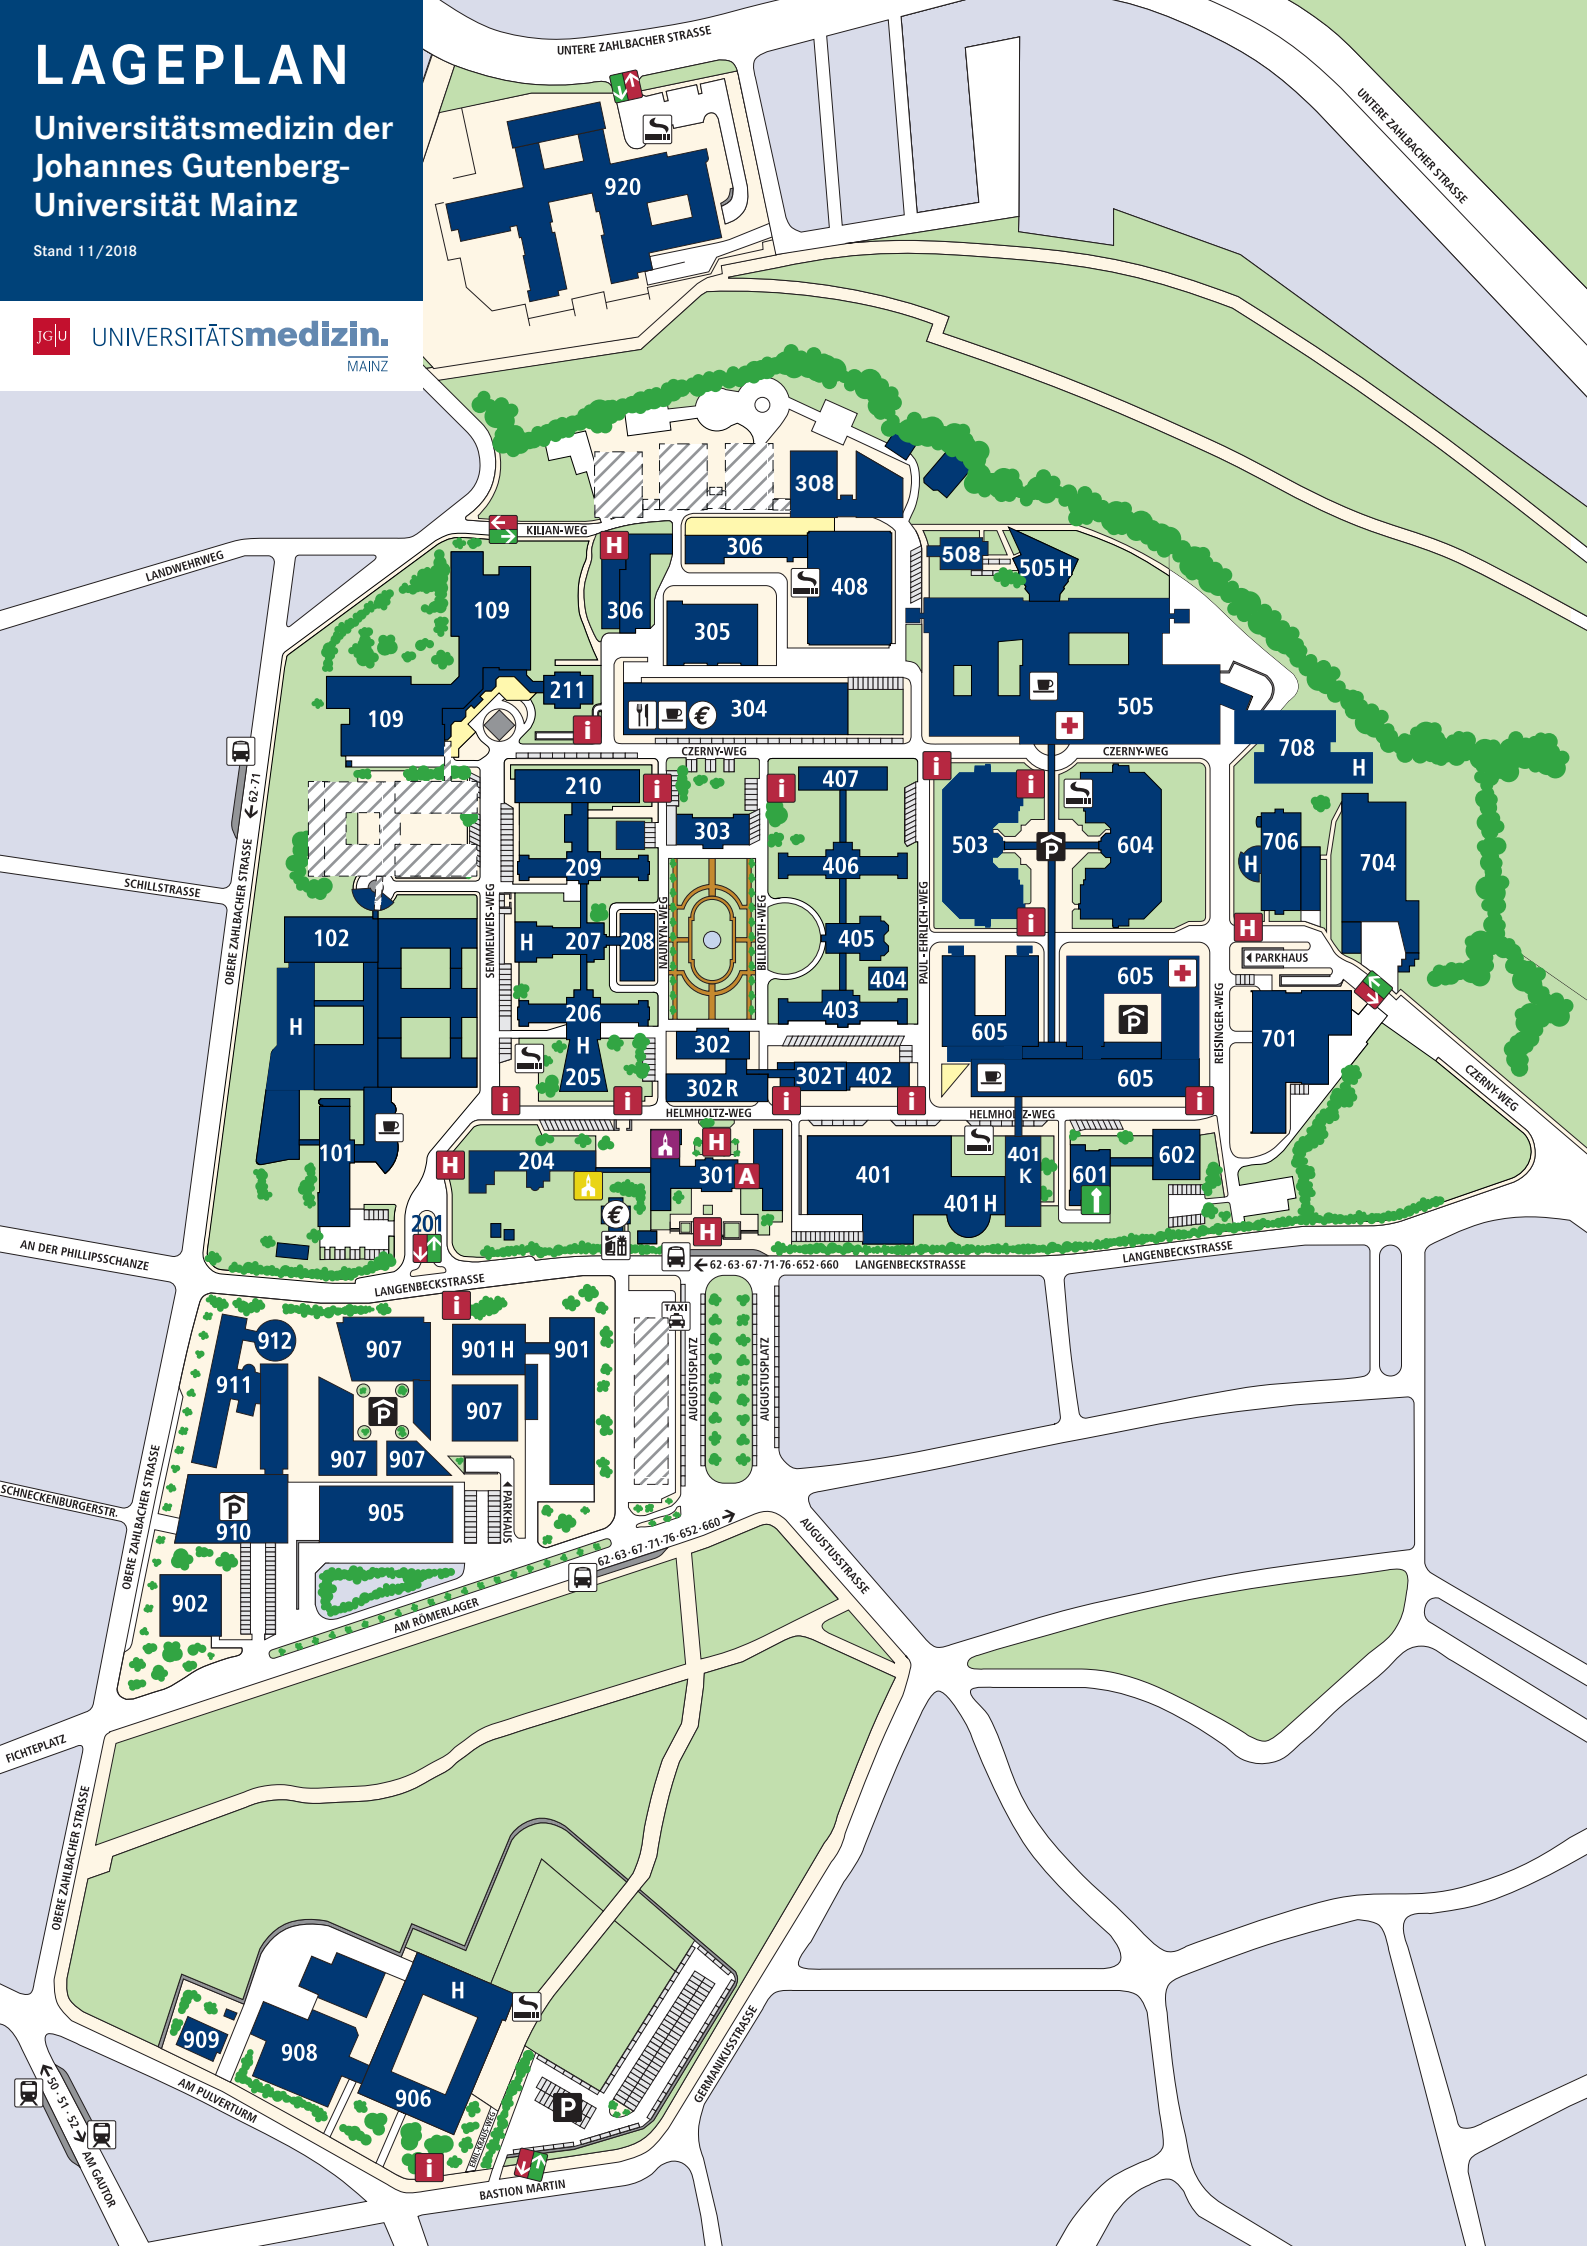 LAGEPLAN
Universitätsmedizin der
Johannes Gutenberg-
Universität Mainz
Stand 11/2018
JG|U
UNIVERSITÄTSmedizin.
MAINZ
UNTERE ZAHLBACHER STRASSE
UNTERE ZAHLBACHER STRASSE
920
308
KILIAN-WEG
LANDWEHRWEG
H
306
306
408
508
505 H
109
305
109
211
i
304
€
505
CZERNY-WEG
CZERNY-WEG
708
H
62·71
210
i
i
407
i
i
303
503
P
604
706
H
704
209
406
SCHILLSTRASSE
OBERE ZAHLBACHER STRASSE
SEMMELWEIS-WEG
NAUNYN-WEG
BILLROTH-WEG
PAUL-EHRLICH-WEG
i
H
102
H
207
208
405
404
PARKHAUS
605
605
P
206
403
REISINGER-WEG
701
H
H
205
302
302 R
302T
402
605
CZERNY-WEG
i
i
i
i
i
HELMHOLTZ-WEG
HELMHOLTZ-WEG
101
H
204
H
301
A
401
401
K
401 H
601
602
201
€
H
AN DER PHILLIPSSCHANZE
62·63·67·71·76·652·660
LANGENBECKSTRASSE
LANGENBECKSTRASSE
LANGENBECKSTRASSE
i
TAXI
912
907
901 H
901
911
P
907
AUGUSTUSPLATZ
AUGUSTUSPLATZ
907
907
SCHNECKENBURGERSTR.
OBERE ZAHLBACHER STRASSE
P
910
905
PARKHAUS
62·63·67·71·76·652·660
AUGUSTUSSTRASSE
902
AM RÖMERLAGER
FICHTEPLATZ
OBERE ZAHLBACHER STRASSE
H
909
908
906
P
GERMANIKUSSTRASSE
AM PULVERTURM
50·51·52
EMIL-KRAUS-WEG
i
AM GAUTOR
BASTION MARTIN